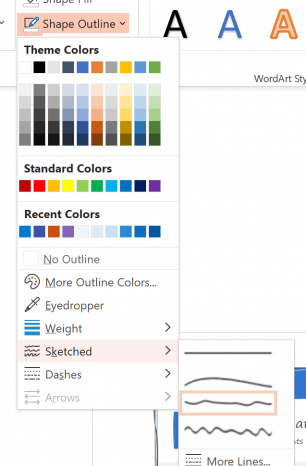 Shape Fill
Shape Outline
A A A
WordArt Sty
Theme Colors
Standard Colors
Recent Colors
No Outline
More Outline Colors...
Eyedropper
Weight
Sketched
Dashes
Arrows
More Lines...